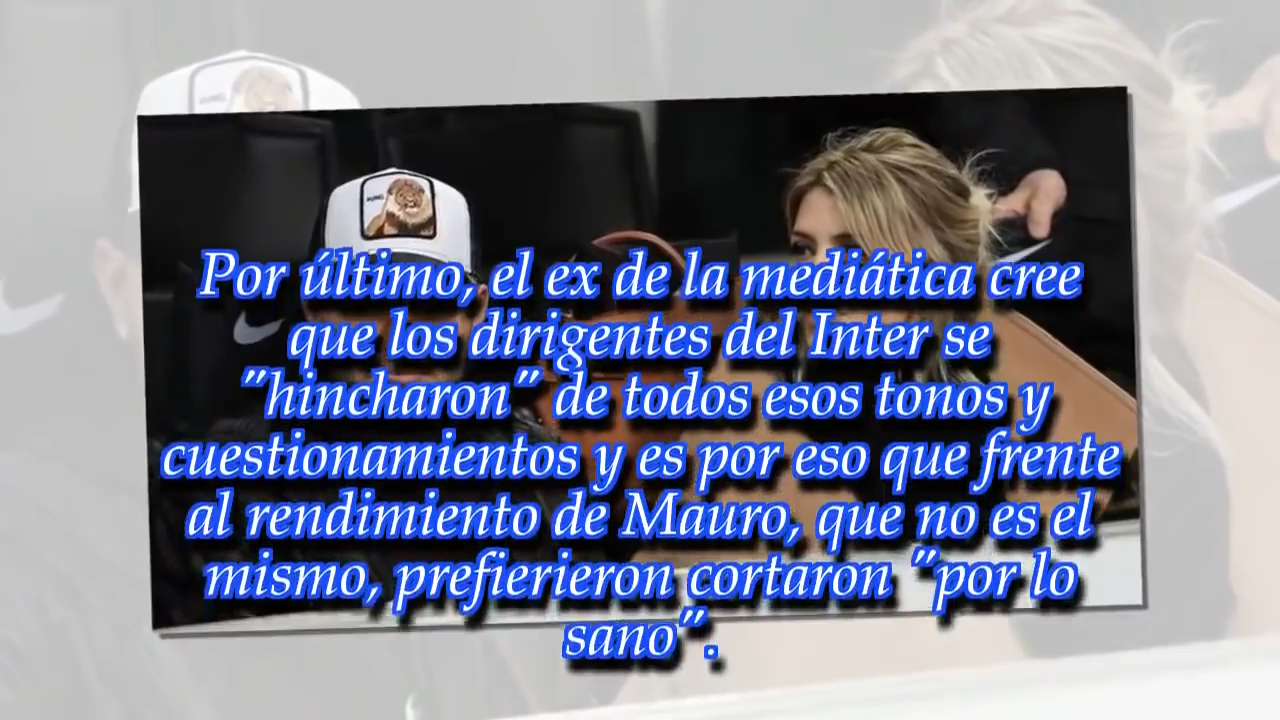 Por último, el ex de la mediática cree
que los dirigentes del Inter se
"hincharon" de todos esos tonos y
cuestionamientos y es por eso que frente
al rendimiento de Mauro, que no es el
mismo, prefierieron cortaron "por lo
sano".